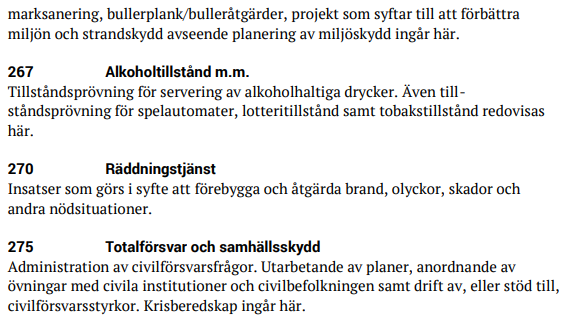 marksanering, bullerplank/bulleråtgärder, projekt som syftar till att förbättra
miljön och strandskydd avseende planering av miljöskydd ingår här.
267 Alkoholtillstånd m.m.
Tillståndsprövning för servering av alkoholhaltiga drycker. Även till-
ståndsprövning för spelautomater, lotteritillstånd samt tobakstillstånd redovisas
här.
270 Räddningstjänst
Insatser som görs i syfte att förebygga och åtgärda brand, olyckor, skador och
andra nödsituationer.
275 Totalförsvar och samhällsskydd
Administration av civilförsvarsfrågor. Utarbetande av planer, anordnande av
övningar med civila institutioner och civilbefolkningen samt drift av, eller stöd till,
civilförsvarsstyrkor. Krisberedskap ingår här.